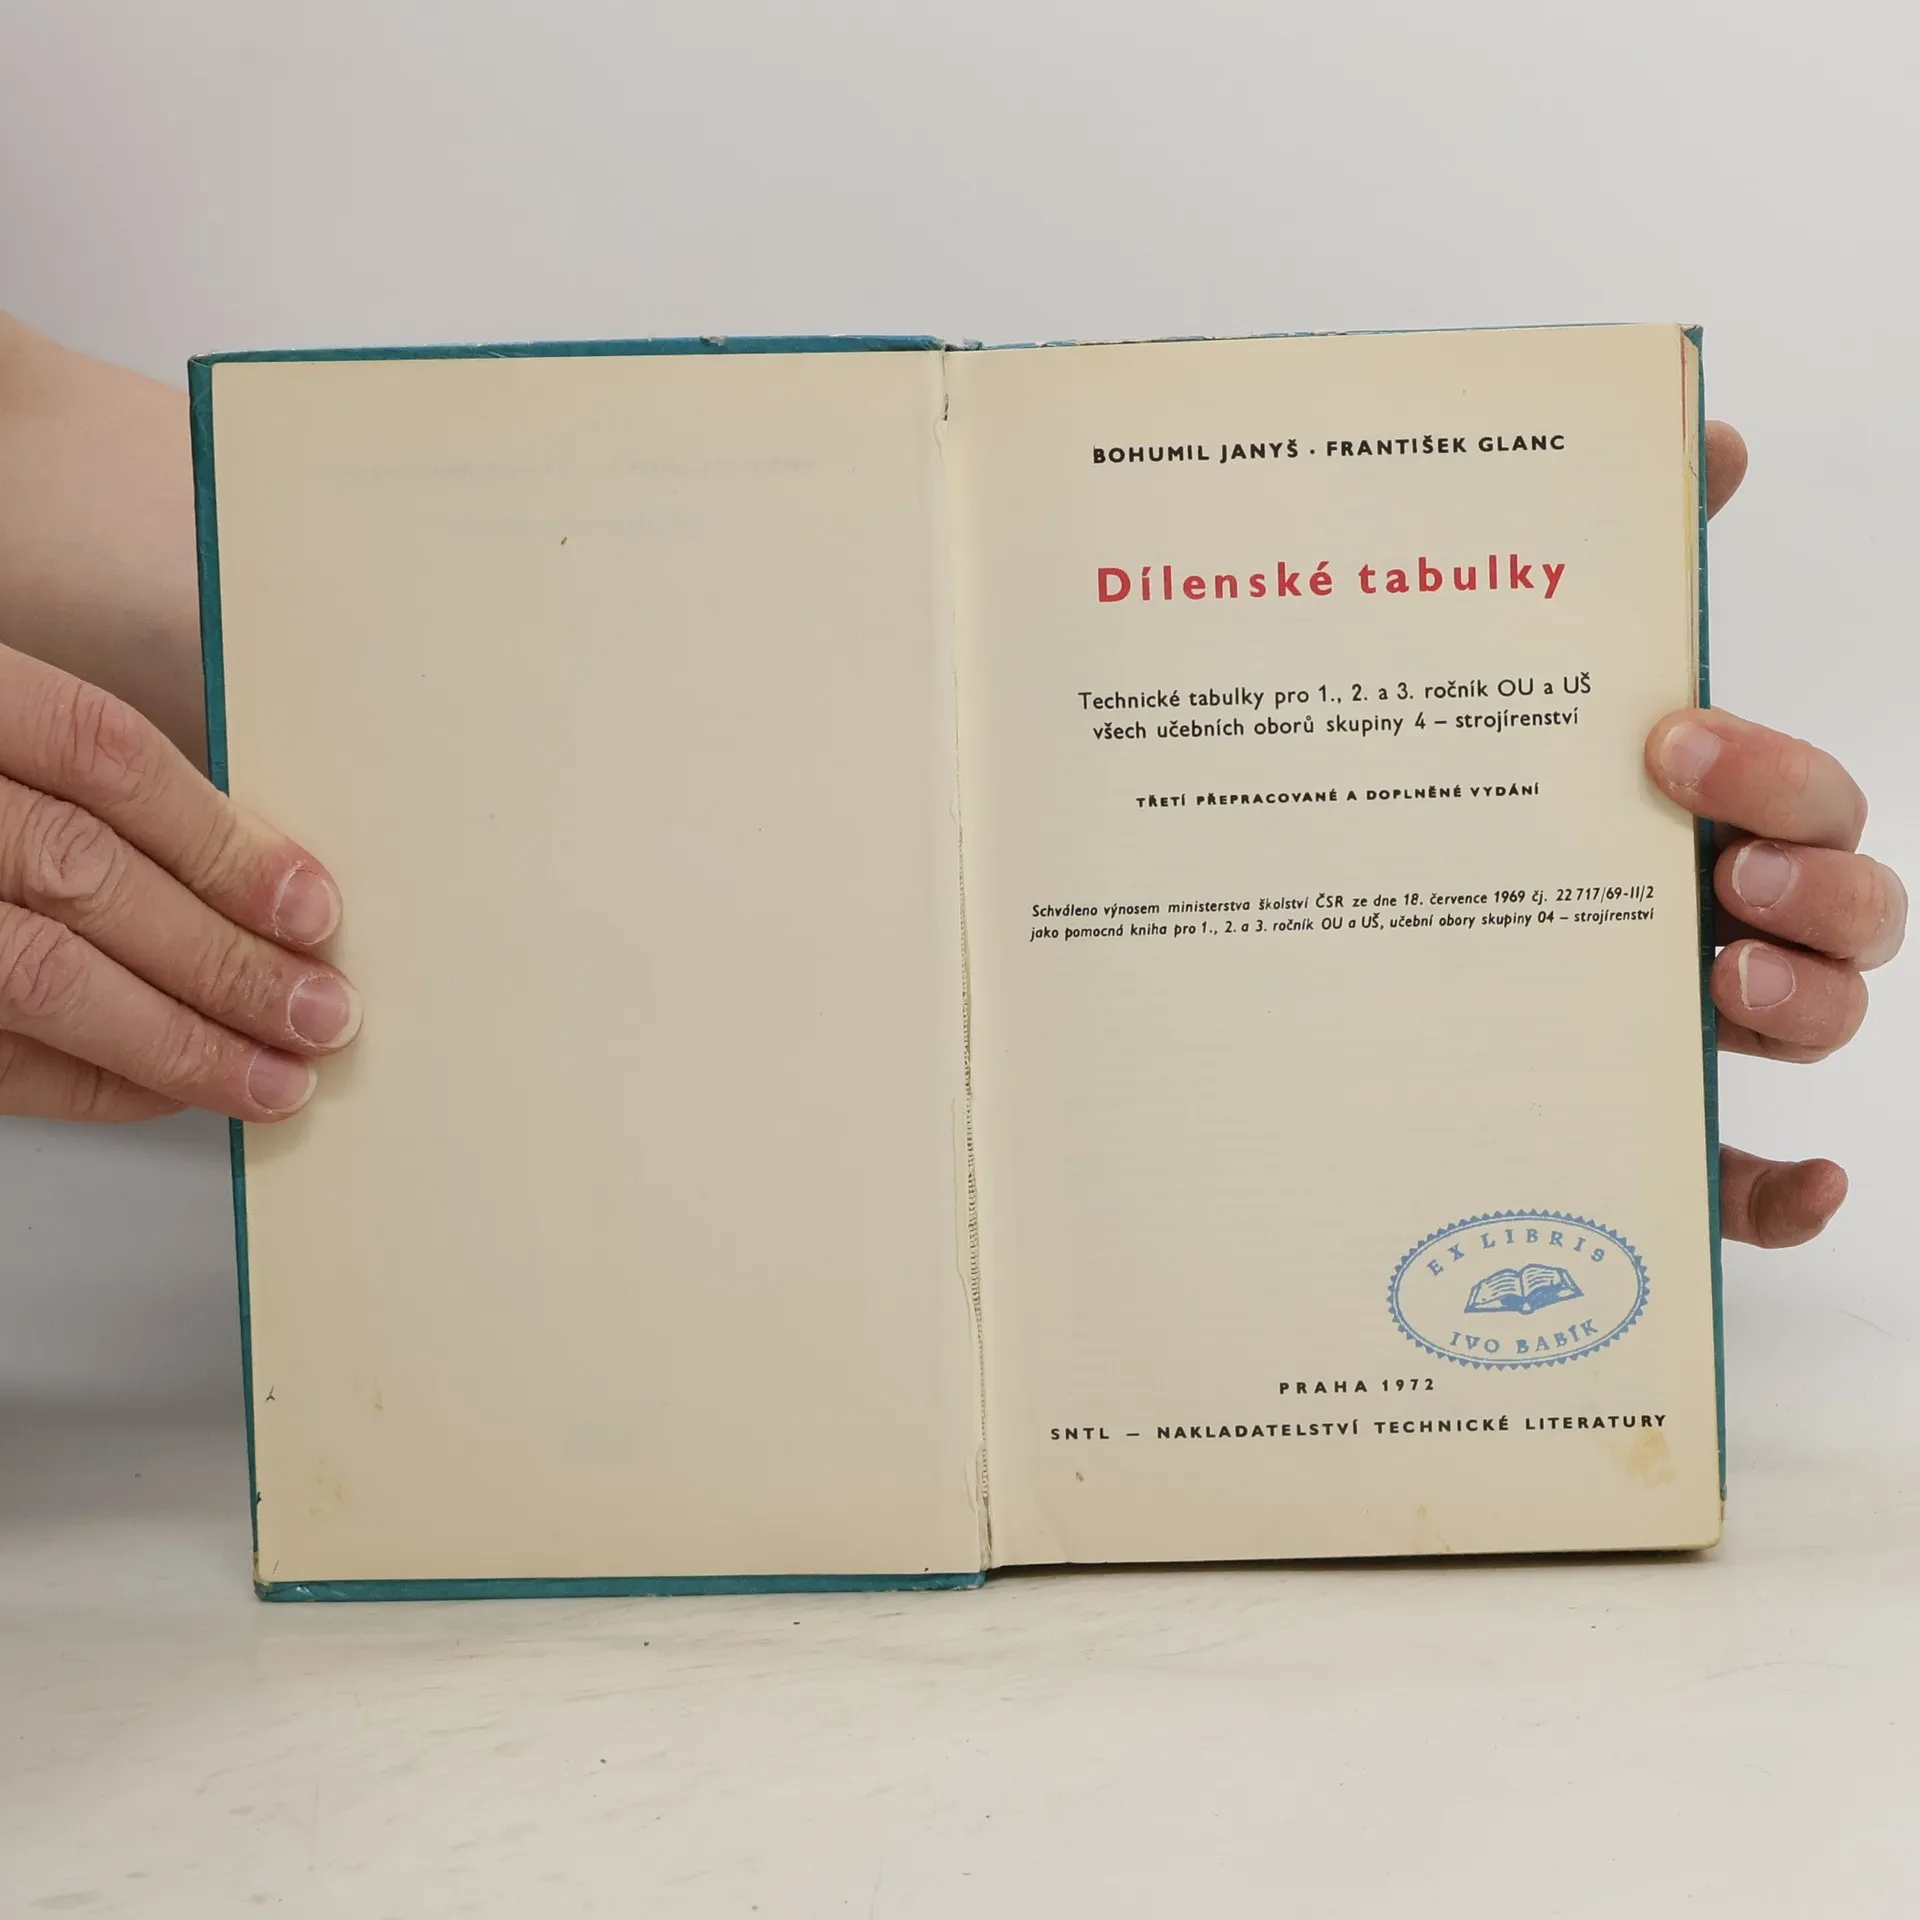 BOHUMIL JANYŠ · FRANTIŠEK GLANC
Dílenské tabulky
Technické tabulky pro 1., 2. a 3. ročník OU a UŠ
všech učebních oborů skupiny 4 – strojírenství
TŘETÍ PŘEPRACOVANÉ A DOPLNĚNÉ VYDÁNÍ
Schváleno výnosem ministerstva školství ČSR ze dne 18. července 1969 čj. 22 717/69-II/2
jako pomocná kniha pro 1., 2. a 3. ročník OU a UŠ, učební obory skupiny 04 – strojírenství
EX LIBRIS
IVO BABÍK
PRAHA 1972
SNTL – NAKLADATELSTVÍ TECHNICKÉ LITERATURY